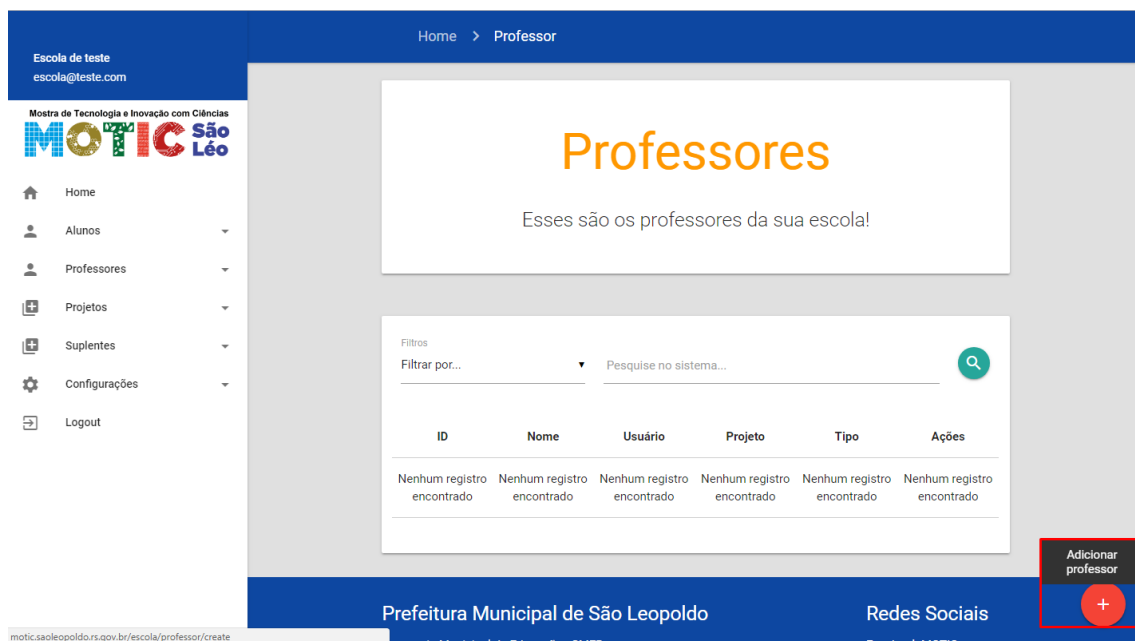 Home > Professor
Escola de teste
escola@teste.com
Mostra de Tecnologia e Inovação com Ciências
MOTIC São Léo
Home
Alunos
Professores
Projetos
Suplentes
Configurações
Logout
Professores
Esses são os professores da sua escola!
Filtros
Filtrar por...
Pesquise no sistema...
ID Nome Usuário Projeto Tipo Ações
Nenhum registro Nenhum registro Nenhum registro Nenhum registro Nenhum registro Nenhum registro
encontrado encontrado encontrado encontrado encontrado encontrado
Adicionar
professor
+
Prefeitura Municipal de São Leopoldo
Redes Sociais
motic.saoleopoldo.rs.gov.br/escola/professor/create